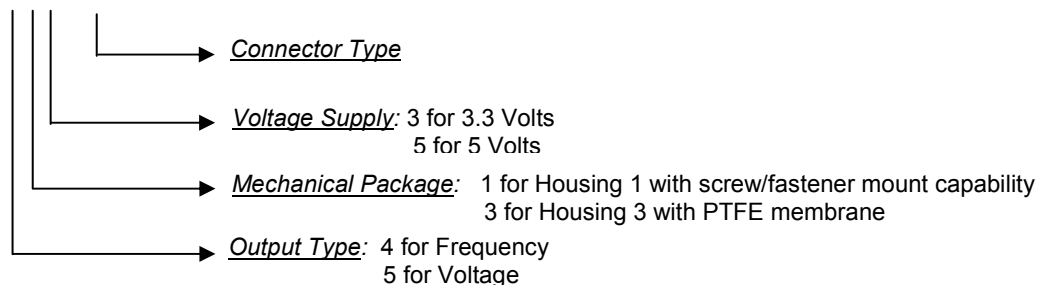 Connector Type
Voltage Supply: 3 for 3.3 Volts
5 for 5 Volts
Mechanical Package: 1 for Housing 1 with screw/fastener mount capability
3 for Housing 3 with PTFE membrane
Output Type: 4 for Frequency
5 for Voltage